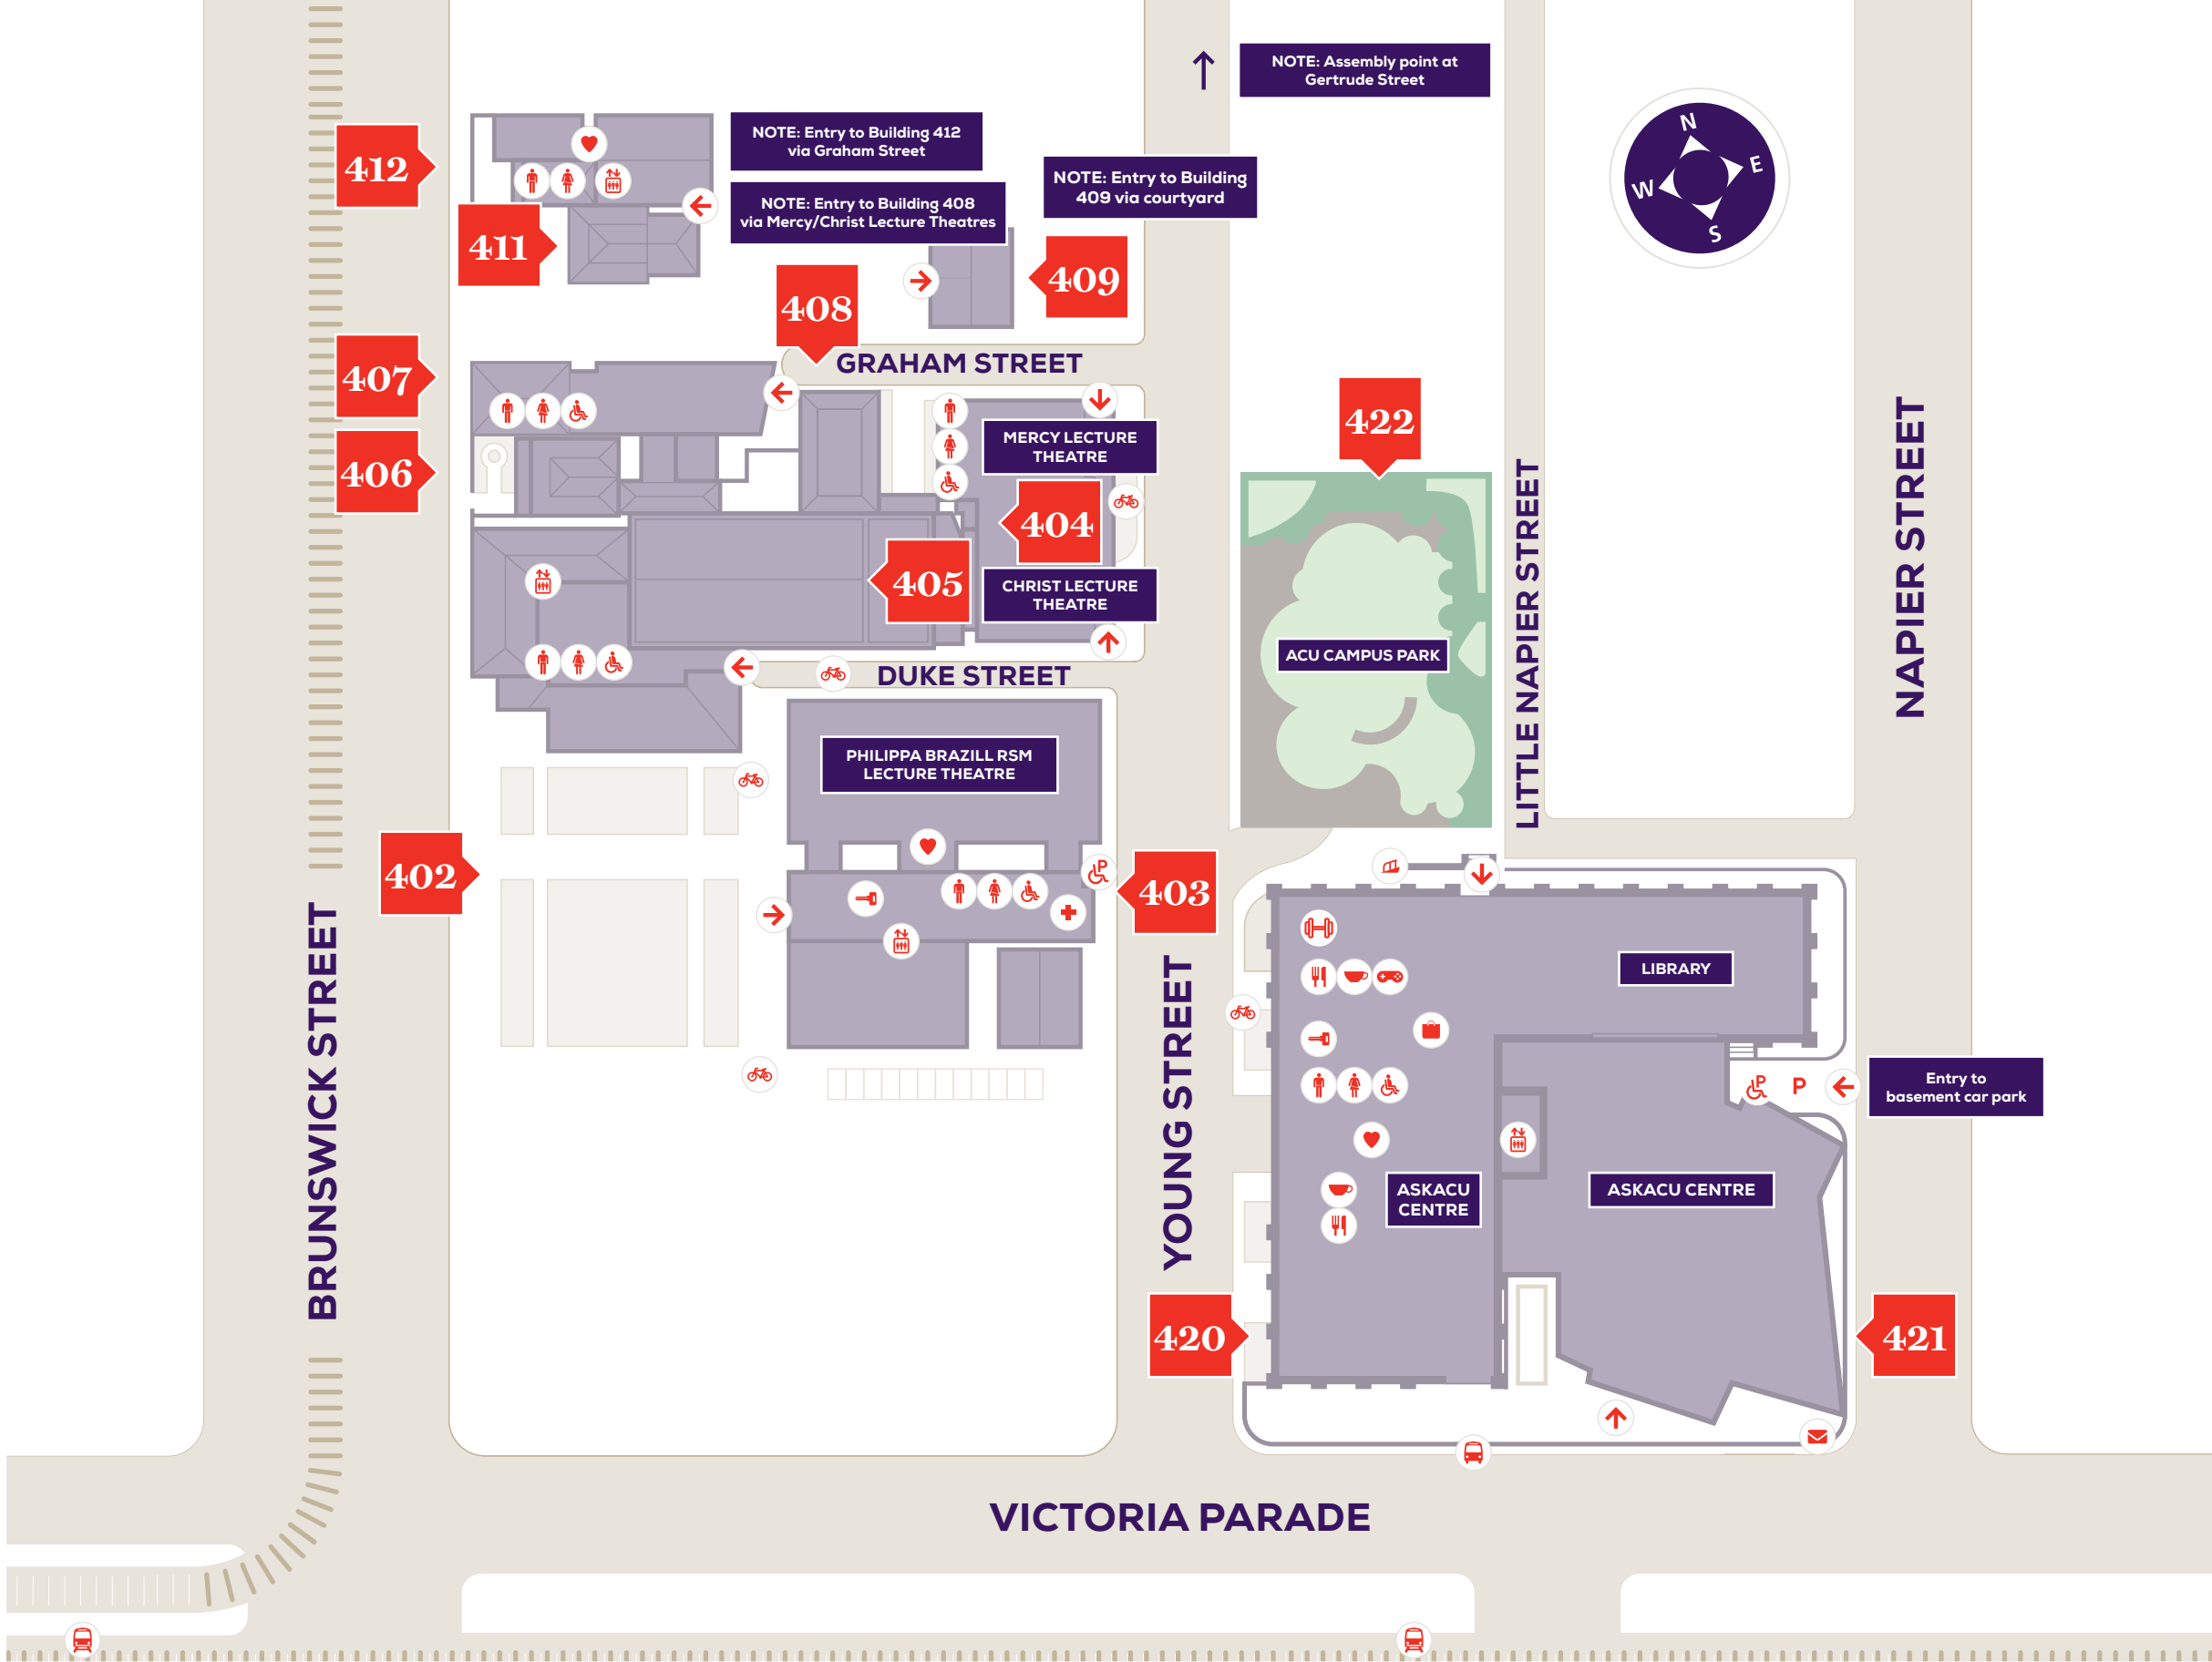 NOTE: Assembly point at
Gertrude Street
N
E
W
S
412
NOTE: Entry to Building 412
via Graham Street
NOTE: Entry to Building
409 via courtyard
NOTE: Entry to Building 408
via Mercy/Christ Lecture Theatres
411
409
408
407
GRAHAM STREET
422
406
MERCY LECTURE
THEATRE
404
405
CHRIST LECTURE
THEATRE
ACU CAMPUS PARK
LITTLE NAPIER STREET
NAPIER STREET
DUKE STREET
PHILIPPA BRAZILL RSM
LECTURE THEATRE
402
P
403
BRUNSWICK STREET
YOUNG STREET
LIBRARY
P
P
Entry to
basement car park
ASKACU
CENTRE
ASKACU CENTRE
420
421
VICTORIA PARADE